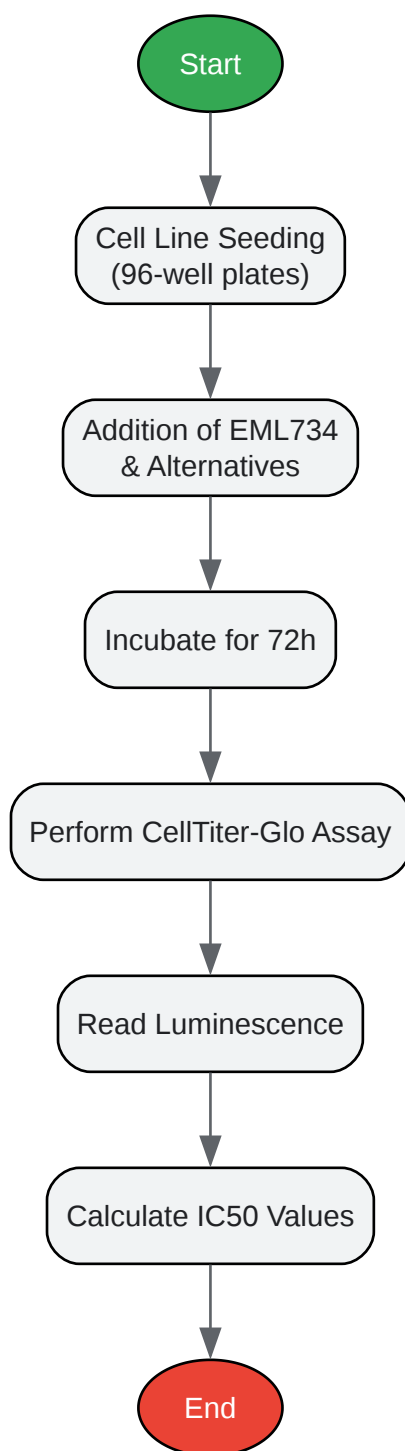 Start
Cell Line Seeding
(96-well plates)
Addition of EML734
& Alternatives
Incubate for 72h
Perform CellTiter-Glo Assay
Read Luminescence
Calculate IC50 Values
End